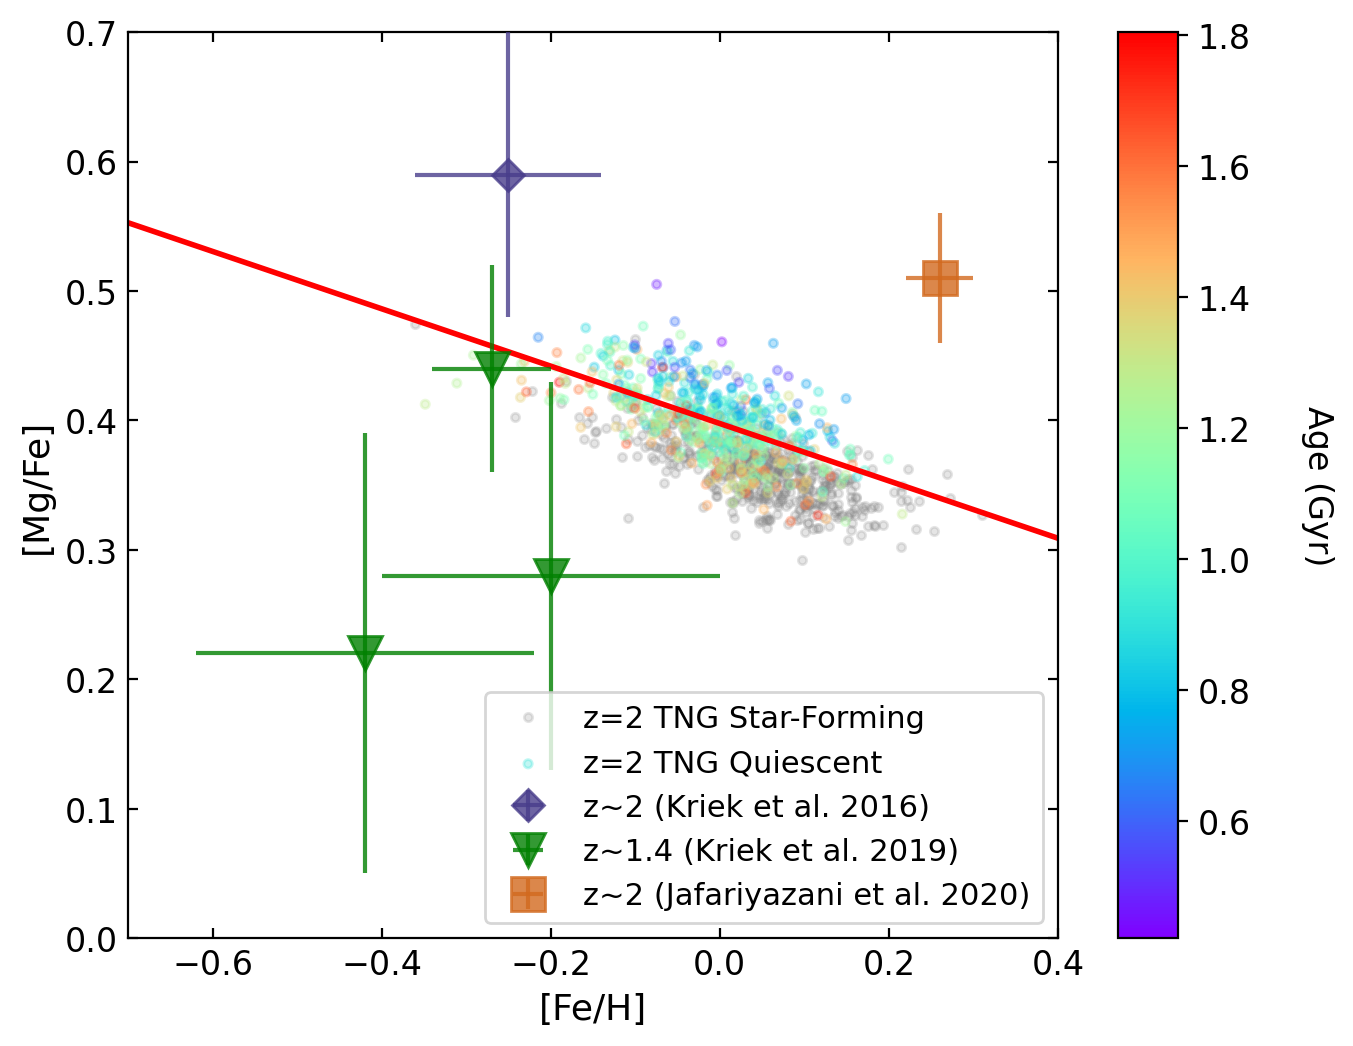 0.7
0.6
0.5
0.4
0.3
0.2
0.1
0.0
[Mg/Fe]
−0.6
−0.4
−0.2
0.0
0.2
0.4
[Fe/H]
z=2 TNG Star-Forming
z=2 TNG Quiescent
z~2 (Kriek et al. 2016)
z~1.4 (Kriek et al. 2019)
z~2 (Jafariyazani et al. 2020)
1.8
1.6
1.4
1.2
1.0
0.8
0.6
Age (Gyr)